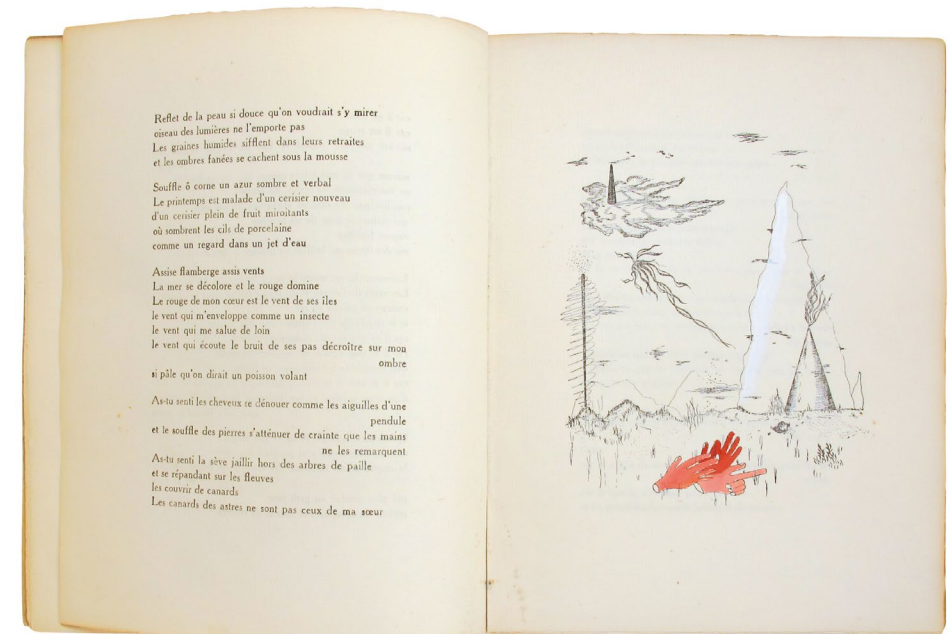 Reflet de la peau si douce qu'on voudrait s'y mirer
oiseau des lumières ne l'emporte pas
Les graines humides sifflent dans leurs retraites
et les ombres fanées se cachent sous la mousse
Souffle ô corne un azur sombre et verbal
Le printemps est malade d'un cerisier nouveau
d'un cerisier plein de fruit miroitants
où sombrent les cils de porcelaine
comme un regard dans un jet d'eau
Assise flamberge assis vents
La mer se décolore et le rouge domine
Le rouge de mon cœur est le vent de ses îles
le vent qui m'enveloppe comme un insecte
le vent qui me salue de loin
le vent qui écoute le bruit de ses pas décroître sur mon
ombre
si pâle qu'on dirait un poisson volant
As-tu senti les cheveux se dénouer comme les aiguilles d'une
pendule
et le souffle des pierres s'atténuer de crainte que les mains
ne les remarquent
As-tu senti la sève jaillir hors des arbres de paille
et se répandant sur les fleuves
les couvrir de canards
Les canards des astres ne sont pas ceux de ma sœur